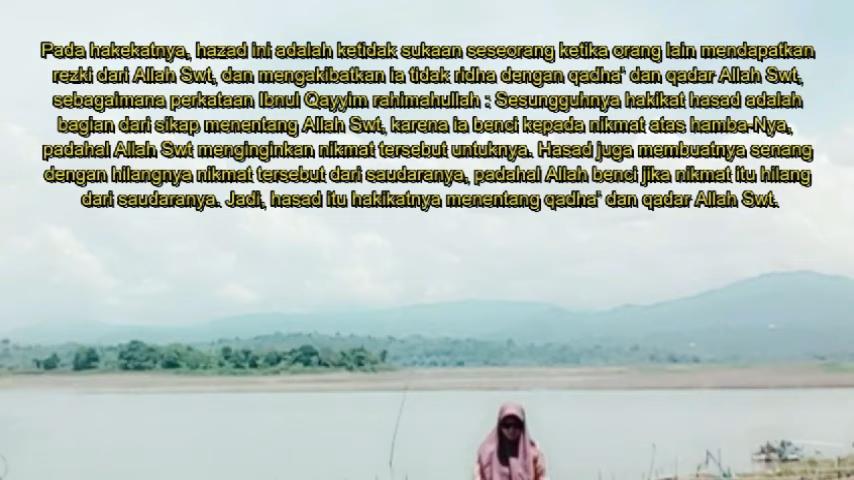 Pada hakekatnya, hazad ini adalah ketidak sukaan seseorang ketika orang lain mendapatkan
rezki dari Allah Swt, dan mengakibatkan ia tidak ridha dengan qadha' dan qadar Allah Swt,
sebagaimana perkataan Ibnul Qayyim rahimahullah : Sesungguhnya hakikat hasad adalah
bagian dari sikap menentang Allah Swt, karena ia benci kepada nikmat atas hamba-Nya,
padahal Allah Swt menginginkan nikmat tersebut untuknya. Hasad juga membuatnya senang
dengan hilangnya nikmat tersebut dari saudaranya, padahal Allah benci jika nikmat itu hilang
dari saudaranya. Jadi, hasad itu hakikatnya menentang qadha' dan qadar Allah Swt.